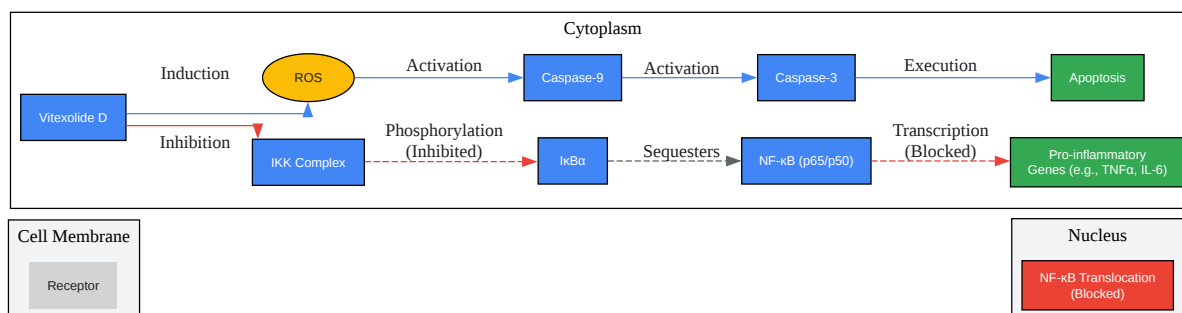 Cytoplasm
Induction
ROS
Activation
Caspase-9
Activation
Caspase-3
Execution
Apoptosis
Vitexolide D
Inhibition
IKK Complex
Phosphorylation
(Inhibited)
IκBα
Sequesters
NF-κB (p65/p50)
Transcription
(Blocked)
Pro-inflammatory
Genes (e.g., TNFα, IL-6)
Cell Membrane
Receptor
Nucleus
NF-κB Translocation
(Blocked)